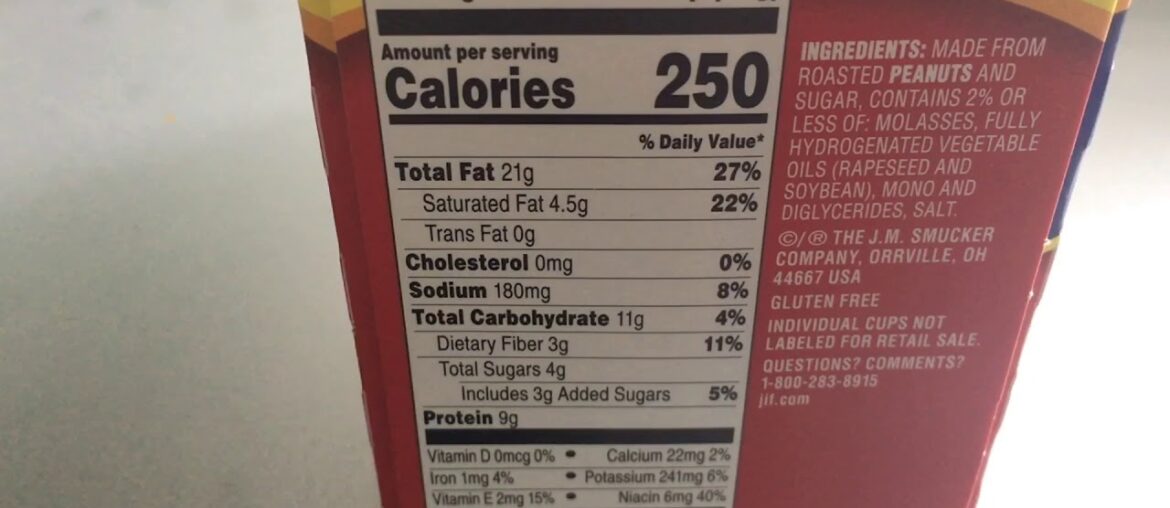 Amount per serving
Calories 250
% Daily Value*
Total Fat 21g 27%
Saturated Fat 4.5g 22%
Trans Fat 0g
Cholesterol 0mg 0%
Sodium 180mg 8%
Total Carbohydrate 11g 4%
Dietary Fiber 3g 11%
Total Sugars 4g
Includes 3g Added Sugars 5%
Protein 9g
Vitamin D 0mcg 0% • Calcium 22mg 2%
Iron 1mg 4% • Potassium 241mg 6%
Vitamin E 2mg 15% • Niacin 6mg 40%
INGREDIENTS: MADE FROM
ROASTED PEANUTS AND
SUGAR, CONTAINS 2% OR
LESS OF: MOLASSES, FULLY
HYDROGENATED VEGETABLE
OILS (RAPESEED AND
SOYBEAN), MONO AND
DIGLYCERIDES, SALT.
©/® THE J.M. SMUCKER
COMPANY, ORRVILLE, OH
44667 USA
GLUTEN FREE
INDIVIDUAL CUPS NOT
LABELED FOR RETAIL SALE.
QUESTIONS? COMMENTS?
1-800-283-8915
jif.com